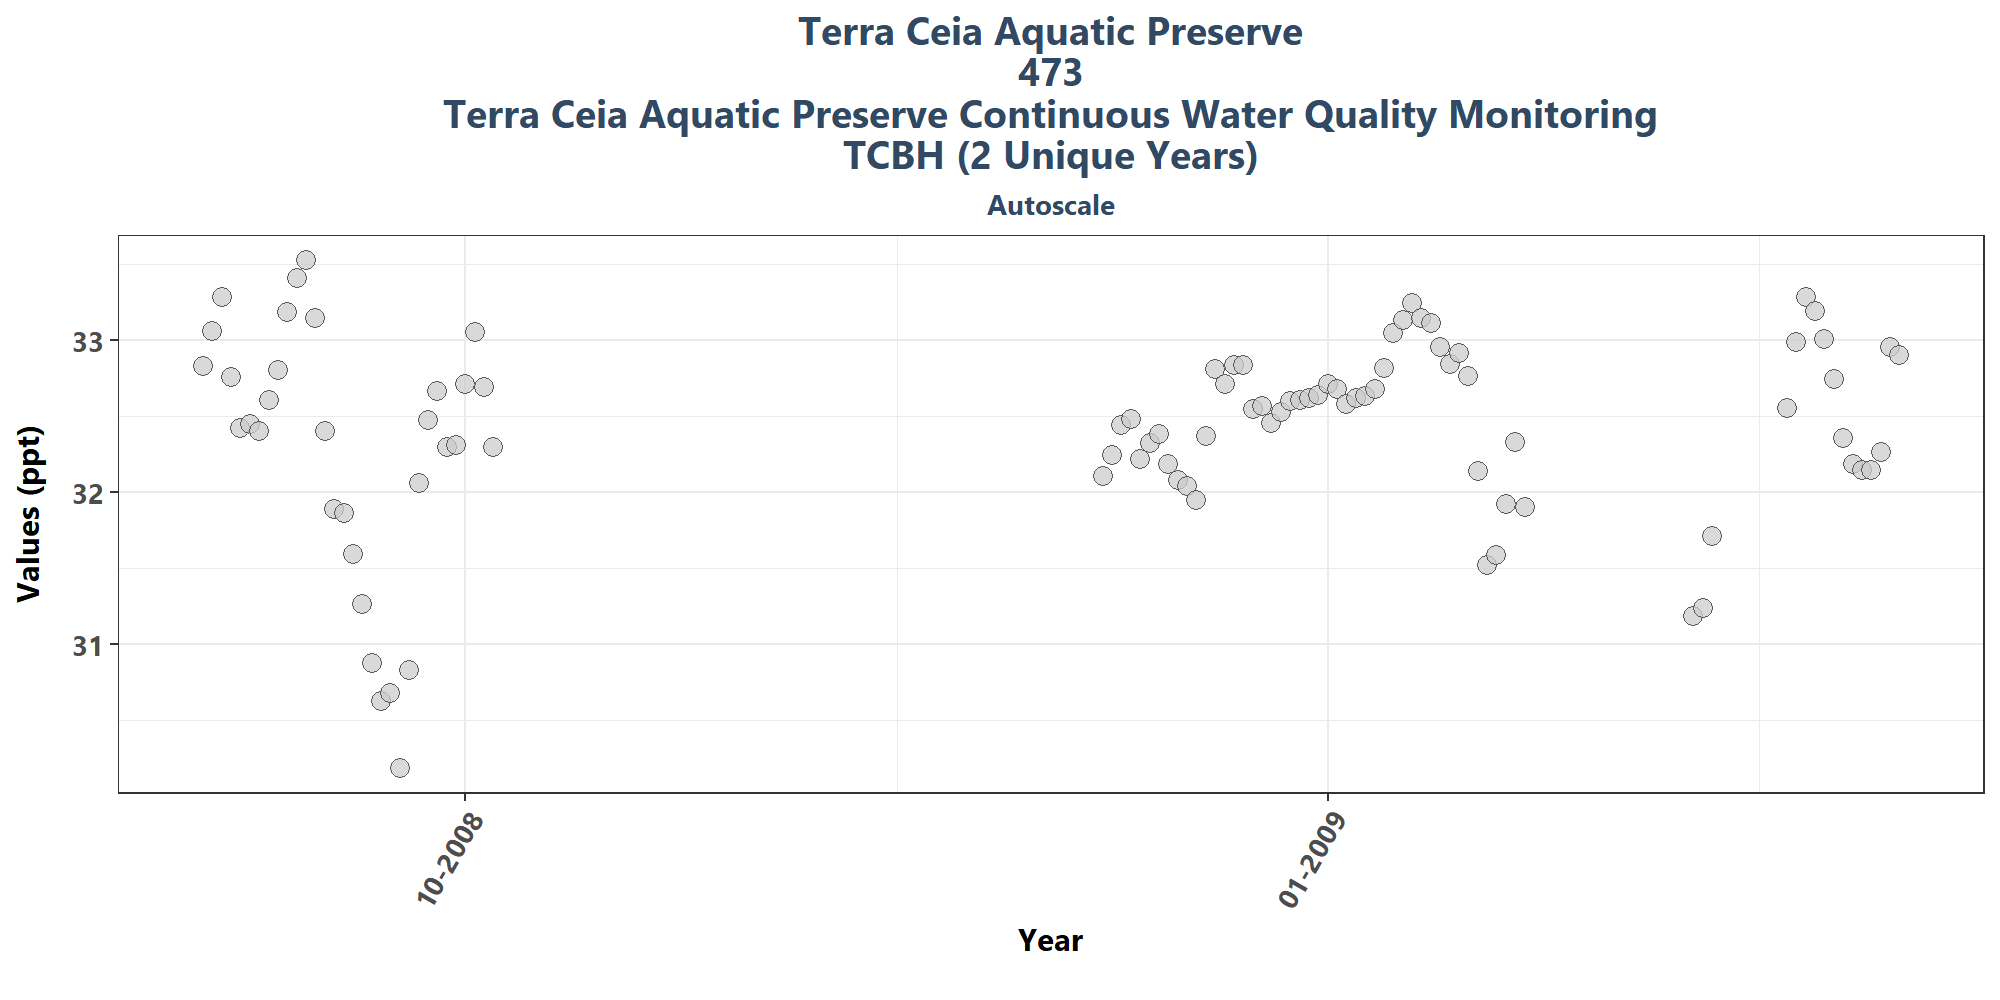 Terra Ceia Aquatic Preserve
473
Terra Ceia Aquatic Preserve Continuous Water Quality Monitoring
TCBH (2 Unique Years)
Autoscale
Values (ppt)
33
32
31
10-2008
01-2009
Year